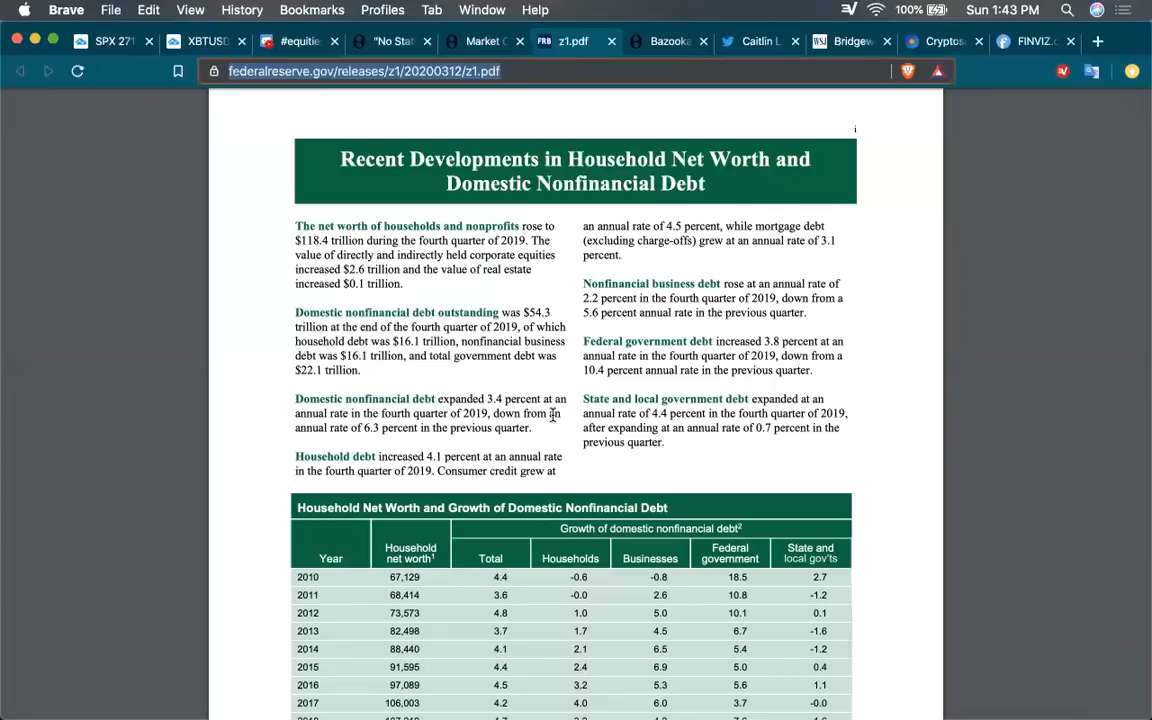 Brave File Edit View History Bookmarks Profiles Tab Window Help 100% Sun 1:43 PM
SPX 271 XBTUSD #equitie "No Stat Market C z1.pdf Bazooka Caitlin L Bridgew Cryptos FINVIZ.c
federalreserve.gov/releases/z1/20200312/z1.pdf
i
Recent Developments in Household Net Worth and
Domestic Nonfinancial Debt
The net worth of households and nonprofits rose to
$118.4 trillion during the fourth quarter of 2019. The
value of directly and indirectly held corporate equities
increased $2.6 trillion and the value of real estate
increased $0.1 trillion.
Domestic nonfinancial debt outstanding was $54.3
trillion at the end of the fourth quarter of 2019, of which
household debt was $16.1 trillion, nonfinancial business
debt was $16.1 trillion, and total government debt was
$22.1 trillion.
Domestic nonfinancial debt expanded 3.4 percent at an
annual rate in the fourth quarter of 2019, down from an
annual rate of 6.3 percent in the previous quarter.
Household debt increased 4.1 percent at an annual rate
in the fourth quarter of 2019. Consumer credit grew at
an annual rate of 4.5 percent, while mortgage debt
(excluding charge-offs) grew at an annual rate of 3.1
percent.
Nonfinancial business debt rose at an annual rate of
2.2 percent in the fourth quarter of 2019, down from a
5.6 percent annual rate in the previous quarter.
Federal government debt increased 3.8 percent at an
annual rate in the fourth quarter of 2019, down from a
10.4 percent annual rate in the previous quarter.
State and local government debt expanded at an
annual rate of 4.4 percent in the fourth quarter of 2019,
after expanding at an annual rate of 0.7 percent in the
previous quarter.
Household Net Worth and Growth of Domestic Nonfinancial Debt
Growth of domestic nonfinancial debt2
Year Household net worth1 Total Households Businesses Federal government State and local gov'ts
2010 67,129 4.4 -0.6 -0.8 18.5 2.7
2011 68,414 3.6 -0.0 2.6 10.8 -1.2
2012 73,573 4.8 1.0 5.0 10.1 0.1
2013 82,498 3.7 1.7 4.5 6.7 -1.6
2014 88,440 4.1 2.1 6.5 5.4 -1.2
2015 91,595 4.4 2.4 6.9 5.0 0.4
2016 97,089 4.5 3.2 5.3 5.6 1.1
2017 106,003 4.2 4.0 6.0 3.7 -0.0